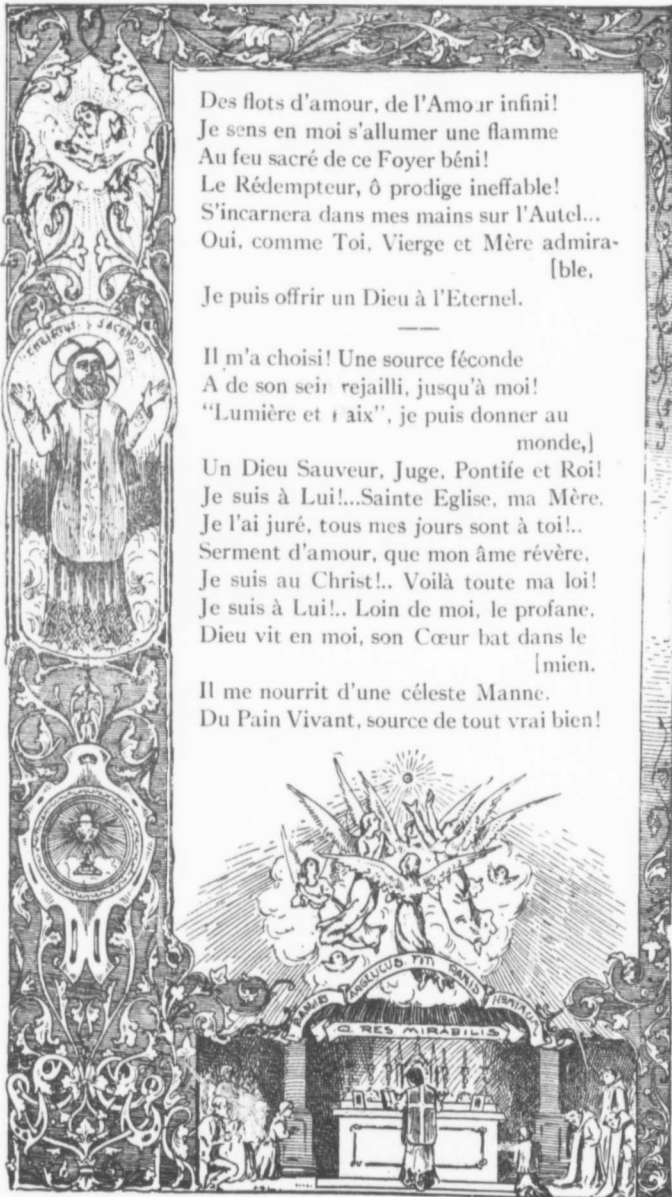 Des flots d'amour, de l'Amour infini!
Je sens en moi s'allumer une flamme
Au feu sacré de ce Foyer béni!
Le Rédempteur, ô prodige ineffable!
S'incarnera dans mes mains sur l'Autel...
Oui, comme Toi, Vierge et Mère admira-
[ble,
Je puis offrir un Dieu à l'Eternel.
Il m'a choisi! Une source féconde
A de son sein rejailli, jusqu'à moi!
"Lumière et Paix", je puis donner au
monde,]
Un Dieu Sauveur, Juge, Pontife et Roi!
Je suis à Lui!...Sainte Eglise, ma Mère,
Je l'ai juré, tous mes jours sont à toi!..
Serment d'amour, que mon âme révère,
Je suis au Christ!.. Voilà toute ma loi!
Je suis à Lui!.. Loin de moi, le profane,
Dieu vit en moi, son Cœur bat dans le
[mien.
Il me nourrit d'une céleste Manne.
Du Pain Vivant, source de tout vrai bien!
CHRISTUS SACERDOS
PANIS ANGELICUS FIT PANIS HOMINUM
O RES MIRABILIS